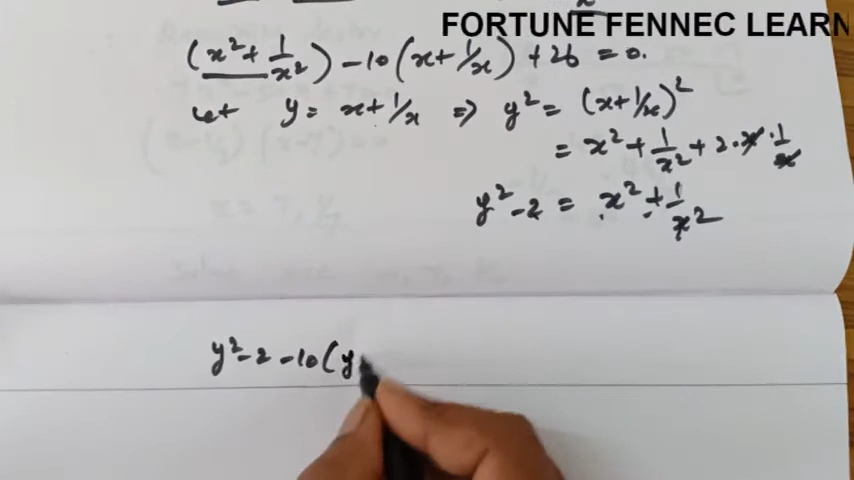 FORTUNE FENNEC LEARN
(x² + 1/x²) - 10(x + 1/x) + 26 = 0.
Let y = x + 1/x ⇒ y² = (x + 1/x)²
= x² + 1/x² + 2·x·1/x
y² - 2 = x² + 1/x²
y² - 2 - 10(y